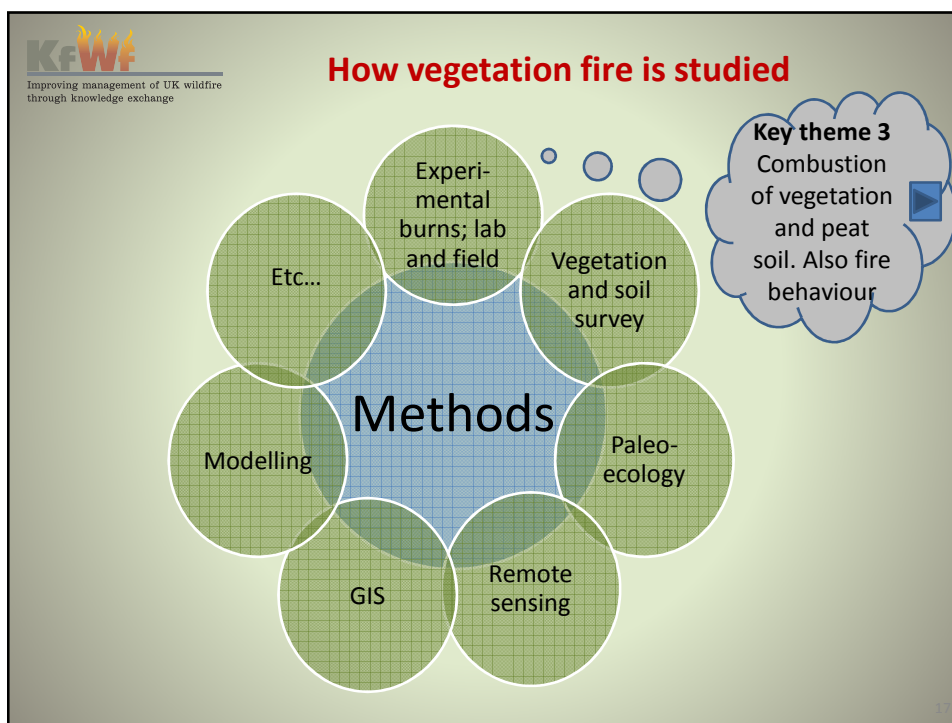 KfWf
Improving management of UK wildfire
through knowledge exchange
How vegetation fire is studied
Key theme 3
Combustion
of vegetation
and peat
soil. Also fire
behaviour
Experi-
mental
burns; lab
and field
Vegetation
and soil
survey
Paleo-
ecology
Remote
sensing
GIS
Modelling
Etc...
Methods
17